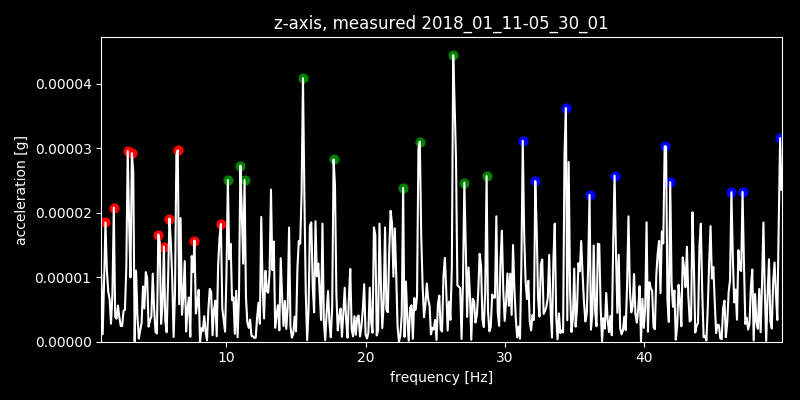 z-axis, measured 2018_01_11-05_30_01
acceleration [g]
0.00004
0.00003
0.00002
0.00001
0.00000
10 20 30 40
frequency [Hz]